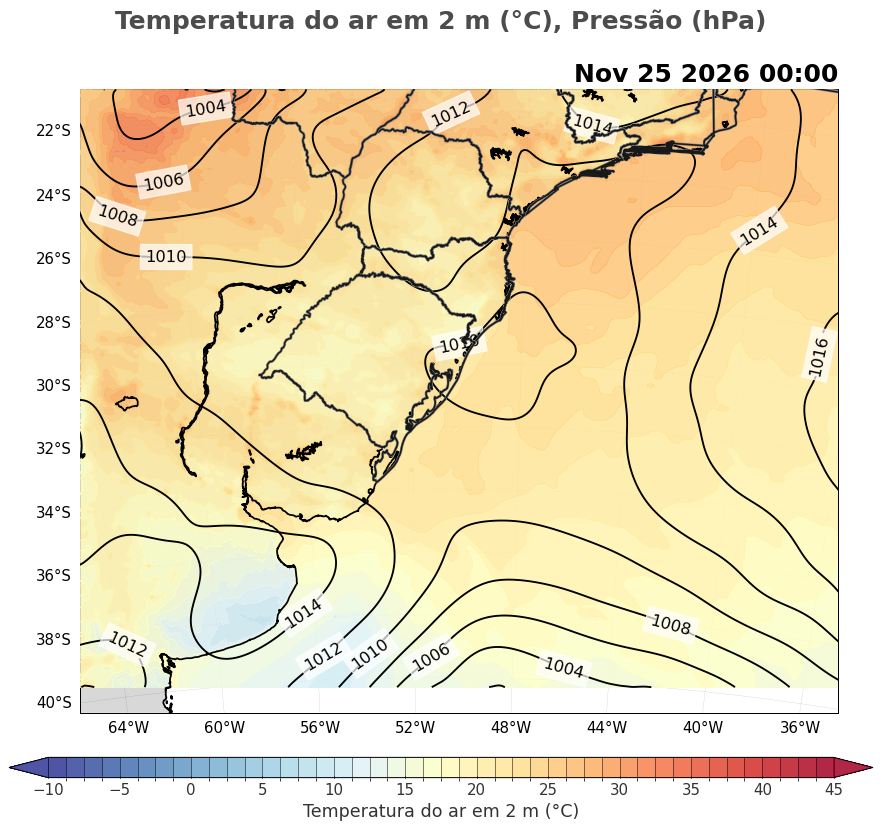 Temperatura do ar em 2 m (°C), Pressão (hPa)
Nov 25 2026 00:00
1004
1012
1014
22°S
1006
24°S
1008
1014
26°S
1010
28°S
1016
30°S
32°S
34°S
36°S
1014
1008
38°S
1012
1012
1010
1006
1004
40°S
64°W 60°W 56°W 52°W 48°W 44°W 40°W 36°W
−10 −5 0 5 10 15 20 25 30 35 40 45
Temperatura do ar em 2 m (°C)